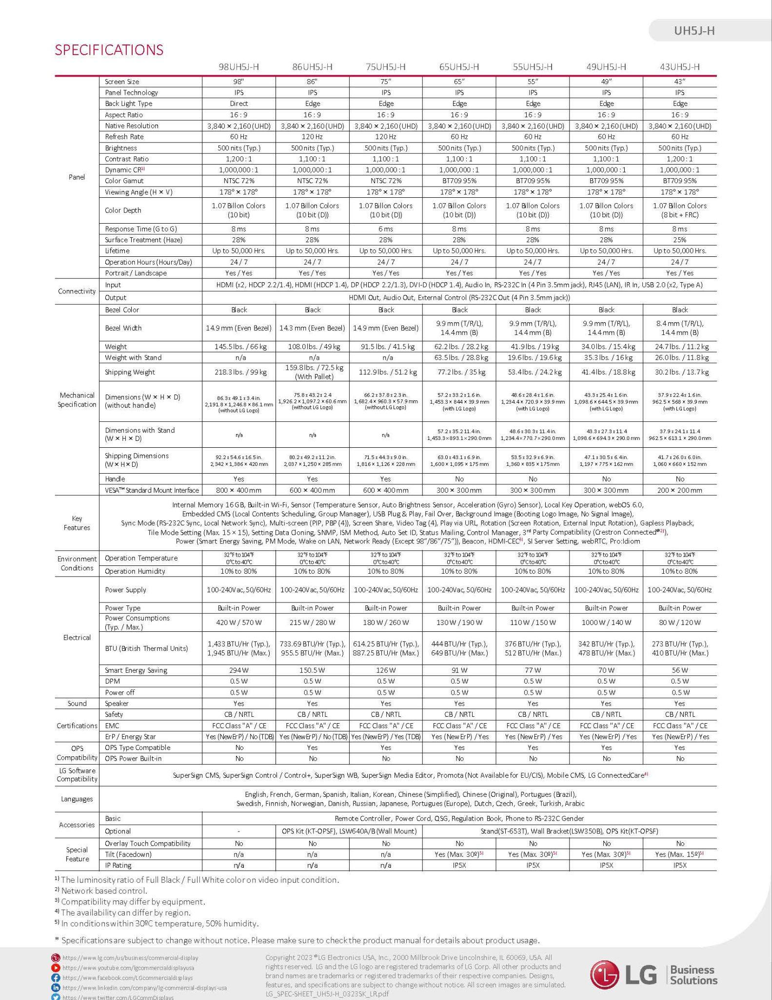 UH5J-H
SPECIFICATIONS
98UH5J-H 86UH5J-H 75UH5J-H 65UH5J-H 55UH5J-H 49UH5J-H 43UH5J-H
Panel
Screen Size 98" 86" 75" 65" 55" 49" 43"
Panel Technology IPS IPS IPS IPS IPS IPS IPS
Back Light Type Direct Edge Edge Edge Edge Edge Edge
Aspect Ratio 16 : 9 16 : 9 16 : 9 16 : 9 16 : 9 16 : 9 16 : 9
Native Resolution 3,840 × 2,160 (UHD) 3,840 × 2,160 (UHD) 3,840 × 2,160 (UHD) 3,840 × 2,160 (UHD) 3,840 × 2,160 (UHD) 3,840 × 2,160 (UHD) 3,840 × 2,160 (UHD)
Refresh Rate 60 Hz 120 Hz 120 Hz 60 Hz 60 Hz 60 Hz 60 Hz
Brightness 500 nits (Typ.) 500 nits (Typ.) 500 nits (Typ.) 500 nits (Typ.) 500 nits (Typ.) 500 nits (Typ.) 500 nits (Typ.)
Contrast Ratio 1,200 : 1 1,100 : 1 1,100 : 1 1,100 : 1 1,100 : 1 1,100 : 1 1,200 : 1
Dynamic CR1) 1,000,000 : 1 1,000,000 : 1 1,000,000 : 1 1,000,000 : 1 1,000,000 : 1 1,000,000 : 1 1,000,000 : 1
Color Gamut NTSC 72% NTSC 72% NTSC 72% BT709 95% BT709 95% BT709 95% BT709 95%
Viewing Angle (H × V) 178° × 178° 178° × 178° 178° × 178° 178° × 178° 178° × 178° 178° × 178° 178° × 178°
Color Depth
1.07 Billon Colors 1.07 Billon Colors 1.07 Billon Colors 1.07 Billon Colors 1.07 Billon Colors 1.07 Billon Colors 1.07 Billon Colors
(10 bit) (10 bit (D)) (10 bit (D)) (10 bit (D)) (10 bit (D)) (10 bit (D)) (8 bit + FRC)
Response Time (G to G) 8 ms 8 ms 6 ms 8 ms 8 ms 8 ms 8 ms
Surface Treatment (Haze) 28% 28% 28% 28% 28% 28% 25%
Lifetime Up to 50,000 Hrs. Up to 50,000 Hrs. Up to 50,000 Hrs. Up to 50,000 Hrs. Up to 50,000 Hrs. Up to 50,000 Hrs. Up to 50,000 Hrs.
Operation Hours (Hours/Day) 24 / 7 24 / 7 24 / 7 24 / 7 24 / 7 24 / 7 24 / 7
Portrait / Landscape Yes / Yes Yes / Yes Yes / Yes Yes / Yes Yes / Yes Yes / Yes Yes / Yes
Connectivity
Input HDMI (x2, HDCP 2.2/1.4), HDMI (HDCP 1.4), DP (HDCP 2.2/1.3), DVI-D (HDCP 1.4), Audio In, RS-232C In (4 Pin 3.5mm jack), RJ45 (LAN), IR In, USB 2.0 (x2, Type A)
Output HDMI Out, Audio Out, External Control (RS-232C Out (4 Pin 3.5mm jack))
Mechanical
Specification
Bezel Color Black Black Black Black Black Black Black
Bezel Width 14.9 mm (Even Bezel) 14.3 mm (Even Bezel) 14.9 mm (Even Bezel)
9.9 mm (T/R/L), 9.9 mm (T/R/L), 9.9 mm (T/R/L), 8.4 mm (T/R/L),
14.4 mm (B) 14.4 mm (B) 14.4 mm (B) 14.4 mm (B)
Weight 145.5 lbs. / 66 kg 108.0 lbs. / 49 kg 91.5 lbs. / 41.5 kg 62.2 lbs. / 28.2 kg 41.9 lbs. / 19 kg 34.0 lbs. / 15.4 kg 24.7 lbs. / 11.2 kg
Weight with Stand n/a n/a n/a 63.5 lbs. / 28.8 kg 19.6 lbs. / 19.6 kg 35.3 lbs. / 16 kg 26.0 lbs. / 11.8 kg
Shipping Weight 218.3 lbs. / 99 kg 159.8 lbs. / 72.5 kg (With Pallet) 112.9 lbs. / 51.2 kg 77.2 lbs. / 35 kg 53.4 lbs. / 24.2 kg 41.4 lbs. / 18.8 kg 30.2 lbs. / 13.7 kg
Dimensions (W × H × D)
(without handle)
86.3 x 49.1 x 3.4 in. 75.8 x 43.2 x 2.4 66.2 x 37.8 x 2.3 in. 57.2 x 33.2 x 1.6 in. 48.6 x 28.4 x 1.6 in. 43.3 x 25.4 x 1.6 in. 37.9 x 22.4 x 1.6 in.
2,191.8 × 1,246.8 × 86.1 mm 1,926.2 × 1,097.2 × 60.6 mm 1,682.4 × 960.3 × 57.9 mm 1,453.3 × 844 × 39.9 mm 1,234.4 × 720.9 × 39.9 mm 1,098.6 × 644.5 × 39.9 mm 962.5 × 568 × 39.9 mm
(without LG Logo) (without LG Logo) (without LG Logo) (with LG Logo) (with LG Logo) (with LG Logo) (with LG Logo)
Dimensions with Stand
(W × H × D)
n/a n/a n/a
57.2 x 35.2 11.4 in. 48.6 x 30.3 x 11.4 in. 43.3 x 27.3 x 11.4 37.9 x 24.1 x 11.4
1,453.3 × 893.1 × 290.0 mm 1,234.4 × 770.7 × 290.0 mm 1,098.6 × 694.3 × 290.0 mm 962.5 × 613.1 × 290.0 mm
Shipping Dimensions
(W × H × D)
92.2 x 54.6 x 16.5 in. 80.2 x 49.2 x 11.2 in. 71.5 x 44.3 x 9.0 in. 63.0 x 43.1 x 6.9 in. 53.5 x 32.9 x 6.9 in. 47.1 x 30.5 x 6.4 in. 41.7 x 26.0 x 6.0 in.
2,342 × 1,386 × 420 mm 2,037 × 1,250 × 285 mm 1,816 × 1,126 × 228 mm 1,600 × 1,095 × 175 mm 1,360 × 835 × 175 mm 1,197 × 775 × 162 mm 1,060 × 660 × 152 mm
Handle Yes Yes Yes No No No No
VESA™ Standard Mount Interface 800 × 400 mm 600 × 400 mm 600 × 400 mm 300 × 300 mm 300 × 300 mm 300 × 300 mm 200 × 200 mm
Key
Features
Internal Memory 16 GB, Built-in Wi-Fi, Sensor (Temperature Sensor, Auto Brightness Sensor, Acceleration (Gyro) Sensor), Local Key Operation, webOS 6.0,
Embedded CMS (Local Contents Scheduling, Group Manager), USB Plug & Play, Fail Over, Background Image (Booting Logo Image, No Signal Image),
Sync Mode (RS-232C Sync, Local Network Sync), Multi-screen (PIP, PBP (4)), Screen Share, Video Tag (4), Play via URL, Rotation (Screen Rotation, External Input Rotation), Gapless Playback,
Tile Mode Setting (Max. 15 × 15), Setting Data Cloning, SNMP, ISM Method, Auto Set ID, Status Mailing, Control Manager, 3rd Party Compatibility (Crestron Connected®2)),
Power (Smart Energy Saving, PM Mode, Wake on LAN, Network Ready (Except 98"/86"/75")), Beacon, HDMI-CEC3), SI Server Setting, webRTC, Pro:Idiom
Environment
Conditions
Operation Temperature
32°F to 104°F 32°F to 104°F 32°F to 104°F 32°F to 104°F 32°F to 104°F 32°F to 104°F 32°F to 104°F
0°C to 40°C 0°C to 40°C 0°C to 40°C 0°C to 40°C 0°C to 40°C 0°C to 40°C 0°C to 40°C
Operation Humidity 10% to 80% 10% to 80% 10% to 80% 10% to 80% 10% to 80% 10% to 80% 10% to 80%
Electrical
Power Supply 100-240Vac, 50/60Hz 100-240Vac, 50/60Hz 100-240Vac, 50/60Hz 100-240Vac, 50/60Hz 100-240Vac, 50/60Hz 100-240Vac, 50/60Hz 100-240Vac, 50/60Hz
Power Type Built-in Power Built-in Power Built-in Power Built-in Power Built-in Power Built-in Power Built-in Power
Power Consumptions
(Typ. / Max.)
420 W / 570 W 215 W / 280 W 180 W / 260 W 130 W / 190 W 110 W / 150 W 1000 W / 140 W 80 W / 120 W
BTU (British Thermal Units)
1,433 BTU/Hr (Typ.), 733.69 BTU/Hr (Typ.), 614.25 BTU/Hr (Typ.), 444 BTU/Hr (Typ.), 376 BTU/Hr (Typ.), 342 BTU/Hr (Typ.), 273 BTU/Hr (Typ.),
1,945 BTU/Hr (Max.) 955.5 BTU/Hr (Max.) 887.25 BTU/Hr (Max.) 649 BTU/Hr (Max.) 512 BTU/Hr (Max.) 478 BTU/Hr (Max.) 410 BTU/Hr (Max.)
Smart Energy Saving 294 W 150.5 W 126 W 91 W 77 W 70 W 56 W
DPM 0.5 W 0.5 W 0.5 W 0.5 W 0.5 W 0.5 W 0.5 W
Power off 0.5 W 0.5 W 0.5 W 0.5 W 0.5 W 0.5 W 0.5 W
Sound Speaker Yes Yes Yes Yes Yes Yes Yes
Certifications
Safety CB / NRTL CB / NRTL CB / NRTL CB / NRTL CB / NRTL CB / NRTL CB / NRTL
EMC FCC Class "A" / CE FCC Class "A" / CE FCC Class "A" / CE FCC Class "A" / CE FCC Class "A" / CE FCC Class "A" / CE FCC Class "A" / CE
ErP / Energy Star Yes (NewErP) / No (TDB) Yes (NewErP) / No (TDB) Yes (NewErP) / Yes (TDB) Yes (NewErP) / Yes Yes (NewErP) / Yes Yes (NewErP) / Yes Yes (NewErP) / Yes
OPS
Compatibility
OPS Type Compatible No Yes Yes Yes Yes Yes Yes
OPS Power Built-in No No No No No No No
LG Software
Compatibility
SuperSign CMS, SuperSign Control / Control+, SuperSign WB, SuperSign Media Editor, Promota (Not Available for EU/CIS), Mobile CMS, LG ConnectedCare4)
Languages
English, French, German, Spanish, Italian, Korean, Chinese (Simplified), Chinese (Original), Portugues (Brazil),
Swedish, Finnish, Norwegian, Danish, Russian, Japanese, Portugues (Europe), Dutch, Czech, Greek, Turkish, Arabic
Accessories
Basic Remote Controller, Power Cord, QSG, Regulation Book, Phone to RS-232C Gender
Optional - OPS Kit (KT-OPSF), LSW640A/B (Wall Mount) Stand(ST-653T), Wall Bracket(LSW350B), OPS Kit(KT-OPSF)
Special
Feature
Overlay Touch Compatibility No No No No No No No
Tilt (Facedown) n/a n/a n/a Yes (Max. 30º)5) Yes (Max. 30º)5) Yes (Max. 30º)5) Yes (Max. 15º)5)
IP Rating n/a n/a n/a IP5X IP5X IP5X IP5X
1) The luminosity ratio of Full Black / Full White color on video input condition.
2) Network based control.
3) Compatibility may differ by equipment.
4) The availability can differ by region.
5) In conditions within 30ºC temperature, 50% humidity.
* Specifications are subject to change without notice. Please make sure to check the product manual for details about product usage.
https://www.lg.com/us/business/commercial-display
https://www.youtube.com/lgcommercialdisplayusa
https://www.facebook.com/LGcommercialdisplays
https://www.linkedin.com/company/lg-commercial-displays-usa
https://www.twitter.com/LGCommDisplays
Copyright 2023 ® LG Electronics USA, Inc., 2000 Millbrook Drive Lincolnshire, IL 60069, USA. All
rights reserved. LG and the LG logo are registered trademarks of LG Corp. All other products and
brand names are trademarks or registered trademarks of their respective companies. Designs,
features, and specifications are subject to change without notice. All screen images are simulated.
LG_SPEC-SHEET_UH5J-H_0323SK_LR.pdf
LG Business
Solutions